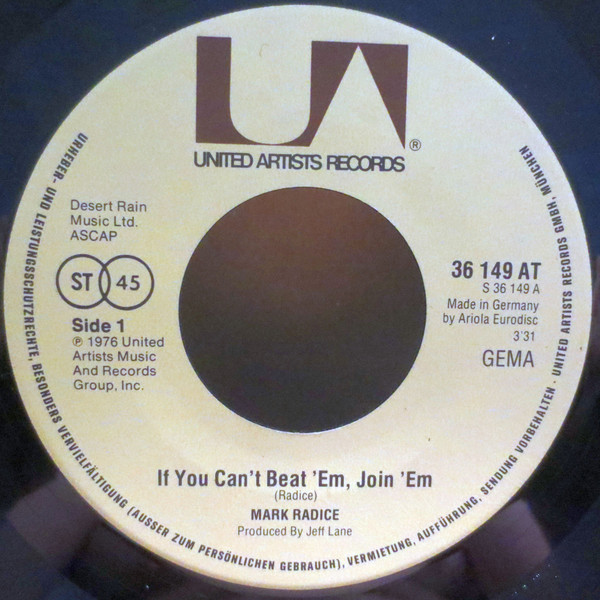 UA
®
UNITED ARTISTS RECORDS
Desert Rain
Music Ltd.
ASCAP
ST 45
Side 1
℗ 1976 United
Artists Music
And Records
Group, Inc.
36 149 AT
S 36 149 A
Made in Germany
by Ariola Eurodisc
3'31
GEMA
If You Can't Beat 'Em, Join 'Em
(Radice)
MARK RADICE
Produced By Jeff Lane
URHEBER- UND LEISTUNGSSCHUTZRECHTE, BESONDERS VERVIELFÄLTIGUNG (AUSSER ZUM PERSÖNLICHEN GEBRAUCH), VERMIETUNG, AUFFÜHRUNG, SENDUNG VORBEHALTEN · UNITED ARTISTS RECORDS GMBH, MÜNCHEN